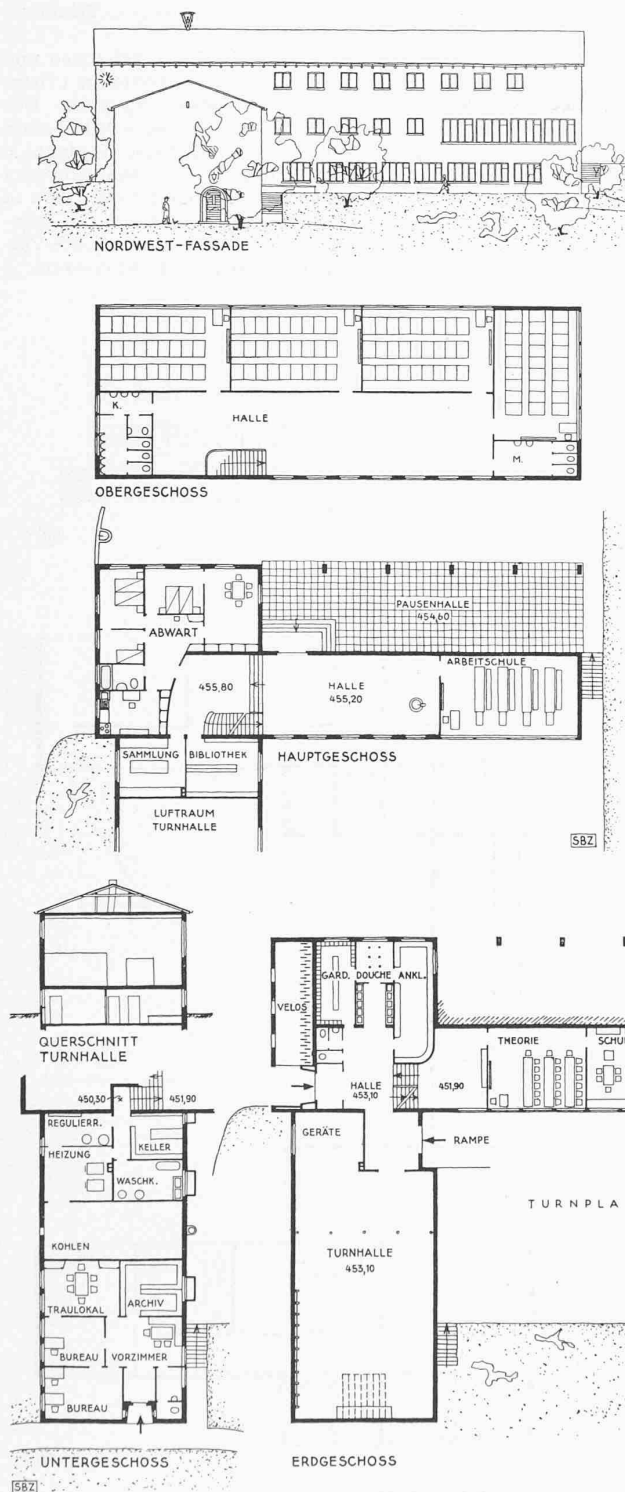 NORDWEST-FASSADE
K.
HALLE
M.
OBERGESCHOSS
PAUSENHALLE
454,60
ABWART
ARBEITSCHULE
455,80
HALLE
455,20
SAMMLUNG
BIBLIOTHEK
HAUPTGESCHOSS
LUFTRAUM
TURNHALLE
SBZ
QUERSCHNITT
TURNHALLE
450,30
451,90
REGULIERR.
HEIZUNG
KELLER
WASCHK.
KOHLEN
TRAULOKAL
ARCHIV
BUREAU
VORZIMMER
BUREAU
UNTERGESCHOSS
SBZ
GARD.
DOUCHE
ANKL.
VELOS
THEORIE
SCHUL
HALLE
453,10
451,90
GERÄTE
RAMPE
TURNPLA
TURNHALLE
453,10
ERDGESCHOSS